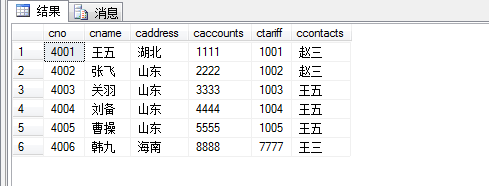 结果 消息
cno cname caddress caccounts ctariff ccontacts
1 4001 王五 湖北 1111 1001 赵三
2 4002 张飞 山东 2222 1002 赵三
3 4003 关羽 山东 3333 1003 王五
4 4004 刘备 山东 4444 1004 王五
5 4005 曹操 山东 5555 1005 王五
6 4006 韩九 海南 8888 7777 王三